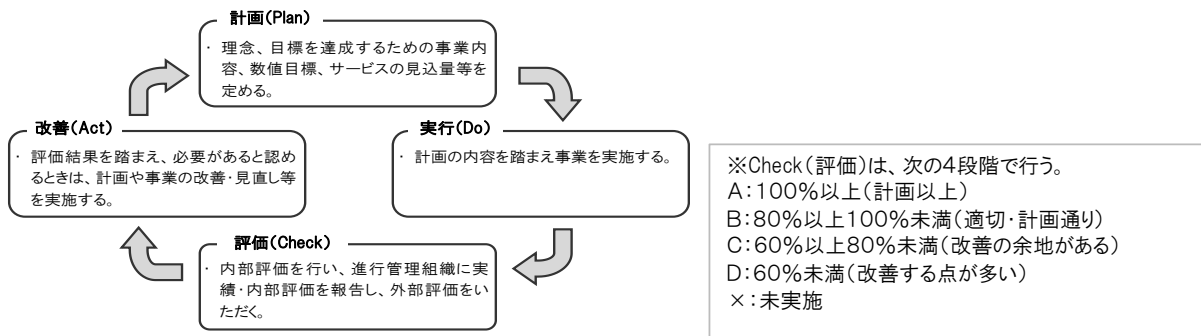 計画(Plan)
・ 理念、目標を達成するための事業内
容、数値目標、サービスの見込量等を
定める。
改善(Act)
・ 評価結果を踏まえ、必要があると認め
るときは、計画や事業の改善・見直し等
を実施する。
実行(Do)
・ 計画の内容を踏まえ事業を実施する。
評価(Check)
・ 内部評価を行い、進行管理組織に実
績・内部評価を報告し、外部評価をい
ただく。
※Check(評価)は、次の4段階で行う。
A:100%以上(計画以上)
B:80%以上100%未満(適切・計画通り)
C:60%以上80%未満(改善の余地がある)
D:60%未満(改善する点が多い)
×:未実施